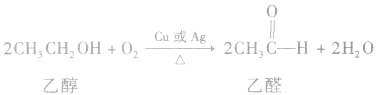 O
‖
2CH₃CH₂OH + O₂ —Cu 或 Ag/△→ 2CH₃C—H + 2H₂O
乙醇 乙醛